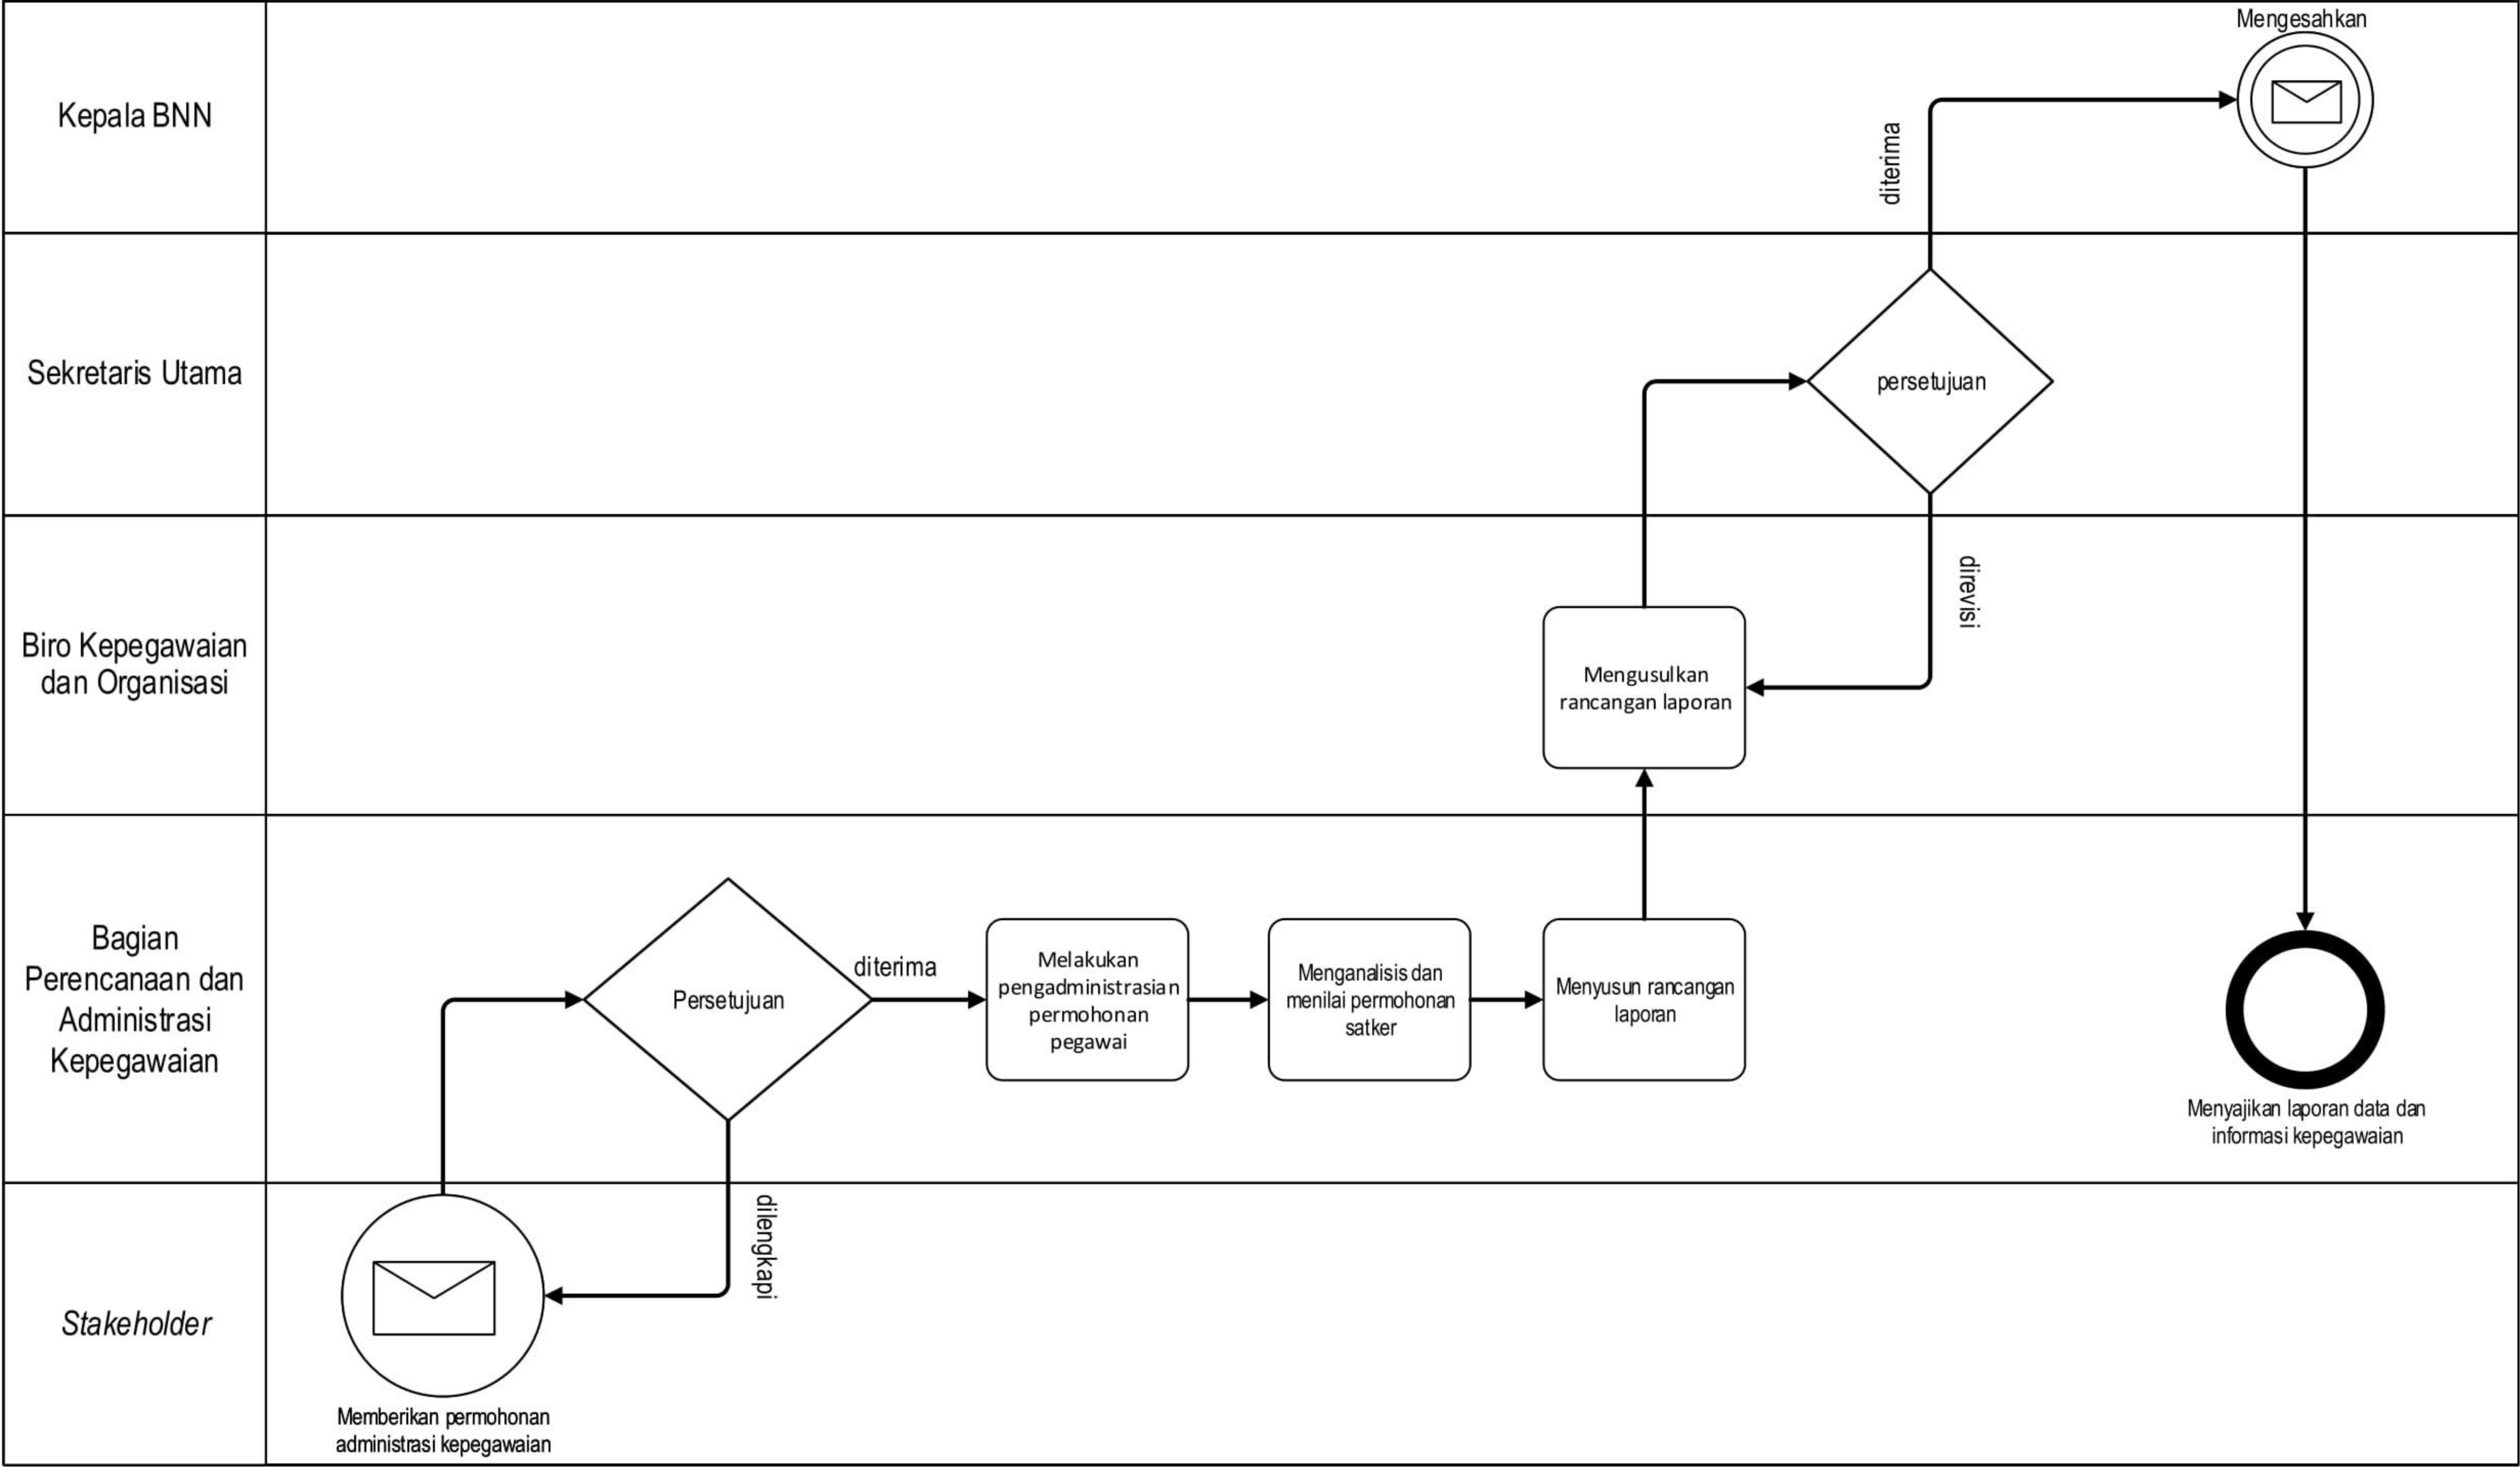 Mengesahkan
Kepala BNN
diterima
Sekretaris Utama
persetujuan
Biro Kepegawaian
dan Organisasi
direvisi
Mengusulkan
rancangan laporan
Bagian
Perencanaan dan
Administrasi
Kepegawaian
Persetujuan
diterima
Melakukan
pengadministrasian
permohonan
pegawai
Menganalisis dan
menilai permohonan
satker
Menyusun rancangan
laporan
Menyajikan laporan data dan
informasi kepegawaian
Stakeholder
dilengkapi
Memberikan permohonan
administrasi kepegawaian